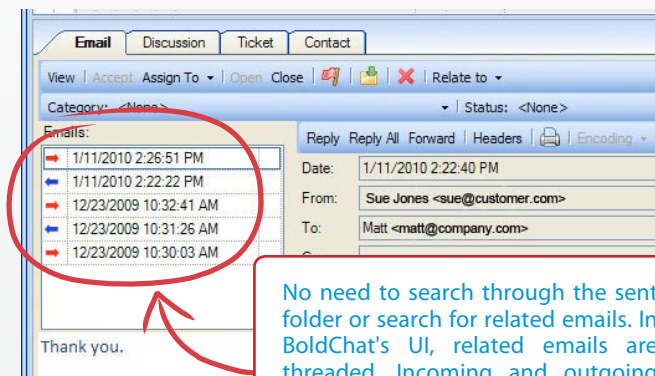 Email Discussion Ticket Contact
View Accept Assign To Open Close Relate to
Category: <None> Status: <None>
Emails:
Reply Reply All Forward Headers Encoding
1/11/2010 2:26:51 PM
1/11/2010 2:22:22 PM
12/23/2009 10:32:41 AM
12/23/2009 10:31:26 AM
12/23/2009 10:30:03 AM
Date: 1/11/2010 2:22:40 PM
From: Sue Jones <sue@customer.com>
To: Matt <matt@company.com>
Thank you.
No need to search through the sent
folder or search for related emails. In
BoldChat's UI, related emails are
threaded. Incoming and outgoing